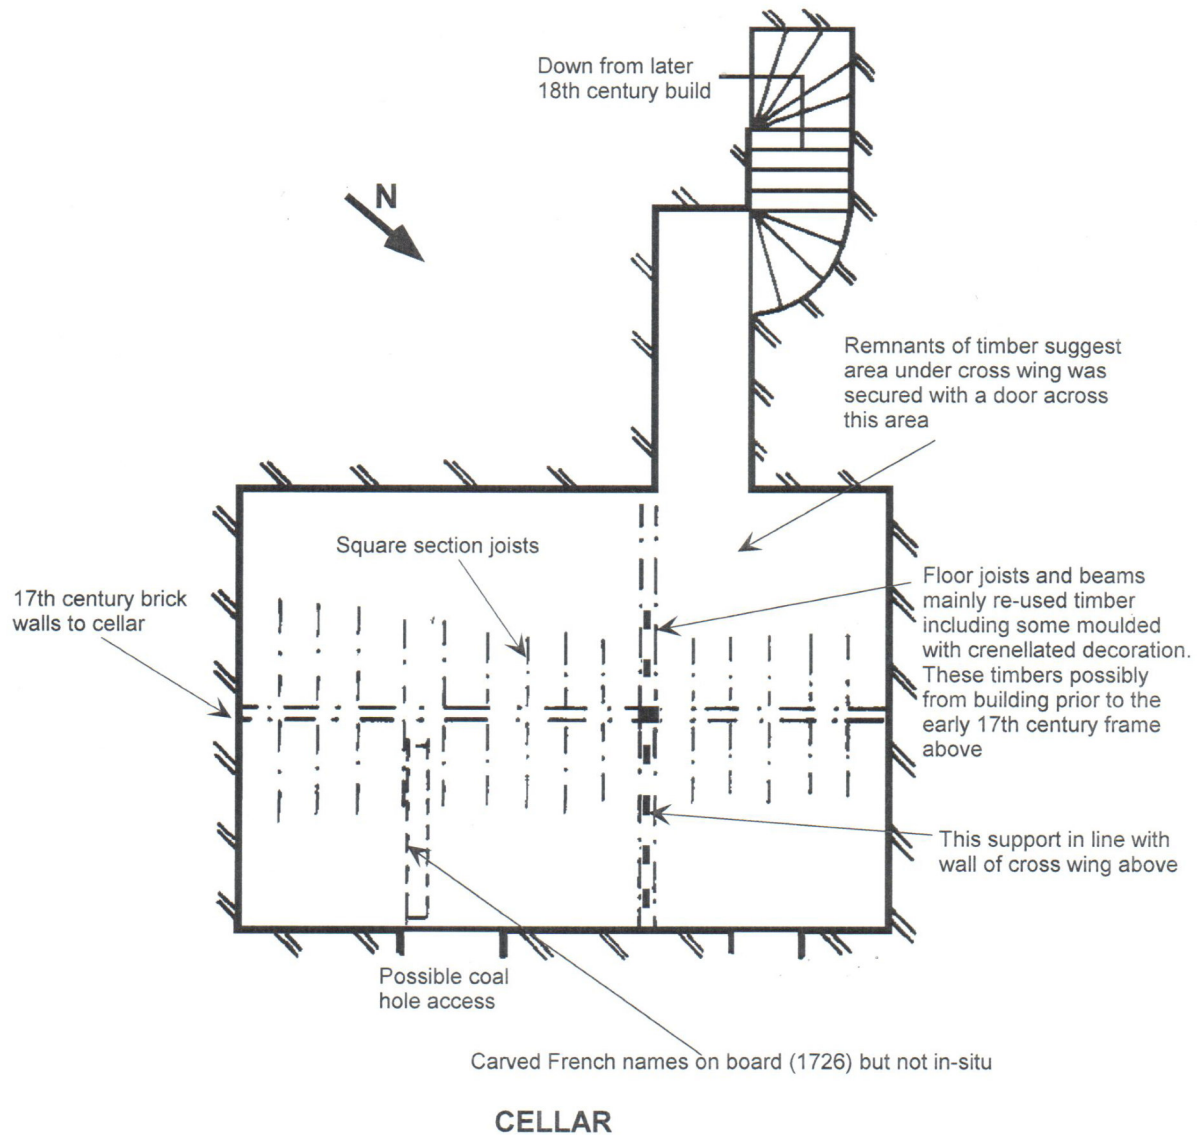 Down from later
18th century build
N
Remnants of timber suggest
area under cross wing was
secured with a door across
this area
Square section joists
17th century brick
walls to cellar
Floor joists and beams
mainly re-used timber
including some moulded
with crenellated decoration.
These timbers possibly
from building prior to the
early 17th century frame
above
This support in line with
wall of cross wing above
Possible coal
hole access
Carved French names on board (1726) but not in-situ
CELLAR